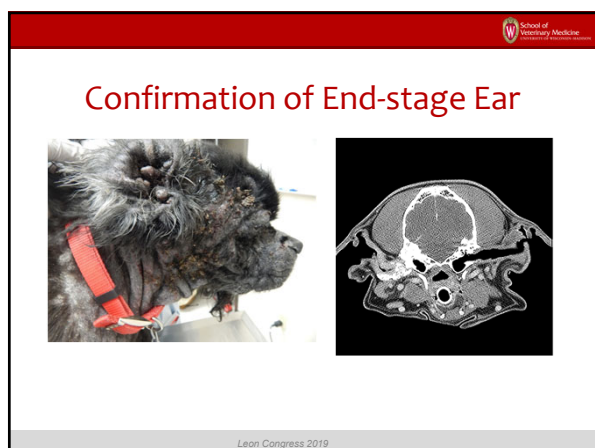 School of
Veterinary Medicine
UNIVERSITY OF WISCONSIN-MADISON
Confirmation of End-stage Ear
Leon Congress 2019